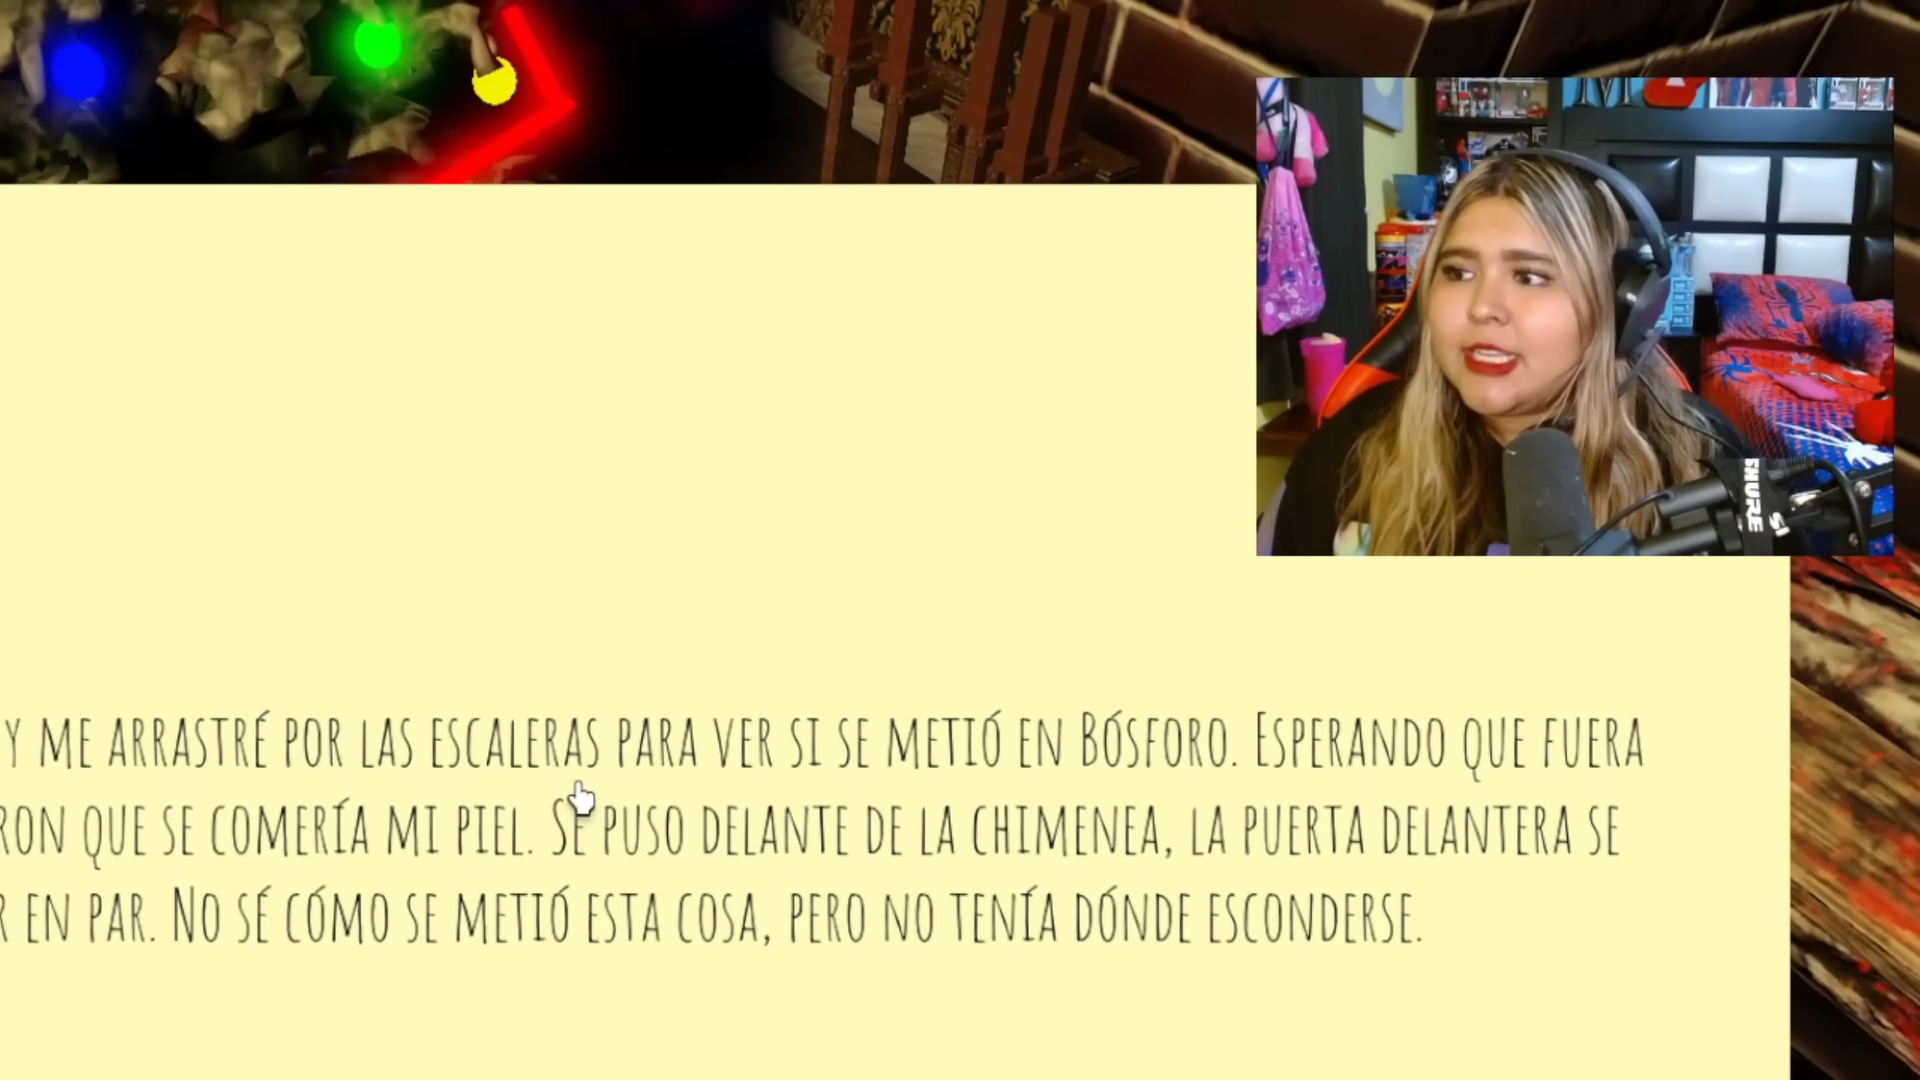 M
SHURE
Y ME ARRASTRÉ POR LAS ESCALERAS PARA VER SI SE METIÓ EN BÓSFORO. ESPERANDO QUE FUERA
RON QUE SE COMERÍA MI PIEL. SE PUSO DELANTE DE LA CHIMENEA, LA PUERTA DELANTERA SE
R EN PAR. NO SÉ CÓMO SE METIÓ ESTA COSA, PERO NO TENÍA DÓNDE ESCONDERSE.